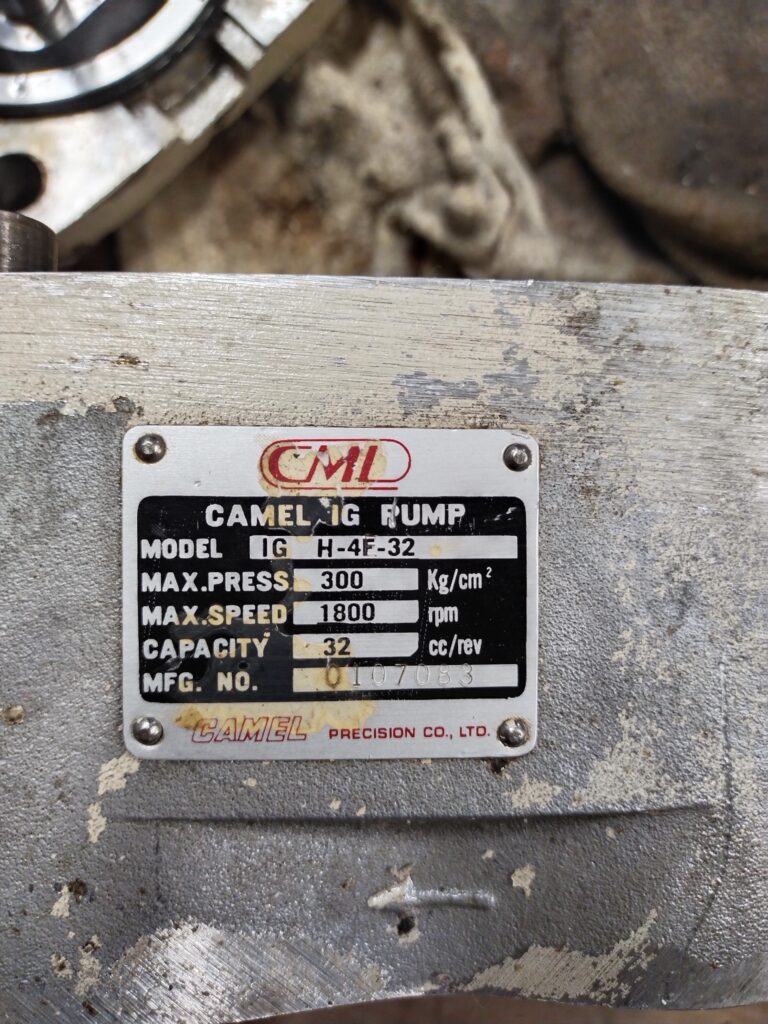 CML
CAMEL IG PUMP
MODEL IG H-4F-32
MAX.PRESS. 300 Kg/cm²
MAX.SPEED 1800 rpm
CAPACITY 32 cc/rev
MFG. NO. 0107083
CAMEL PRECISION CO., LTD.